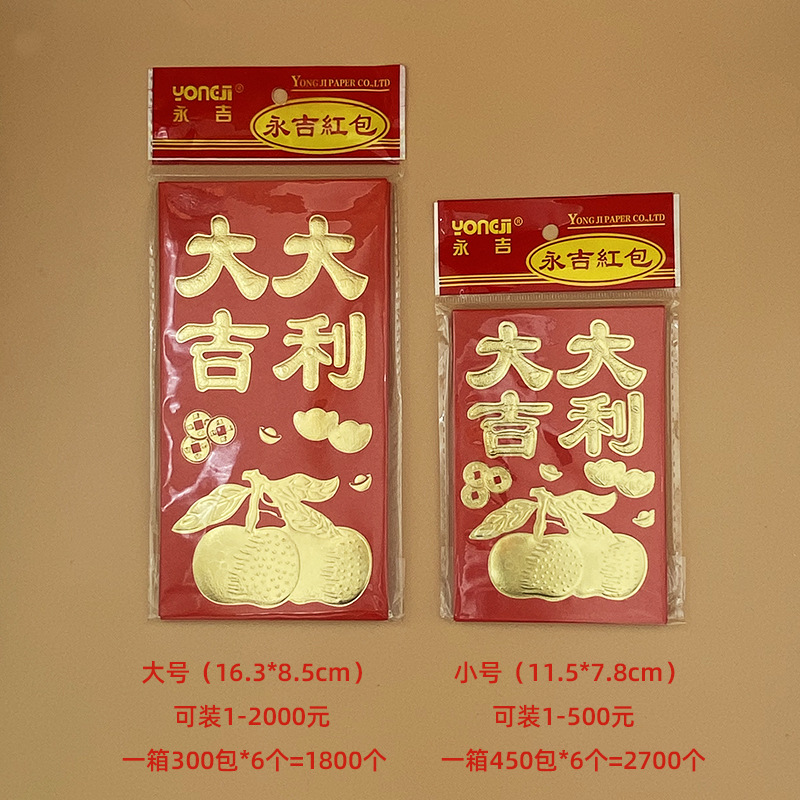 YONGJI®
永吉
YONG JI PAPER CO.,LTD
永吉紅包
大大
吉利
YONGJI®
永吉
YONG JI PAPER CO.,LTD
永吉紅包
大大
吉利
大号（16.3*8.5cm）
可装1-2000元
一箱300包*6个=1800个
小号（11.5*7.8cm）
可装1-500元
一箱450包*6个=2700个